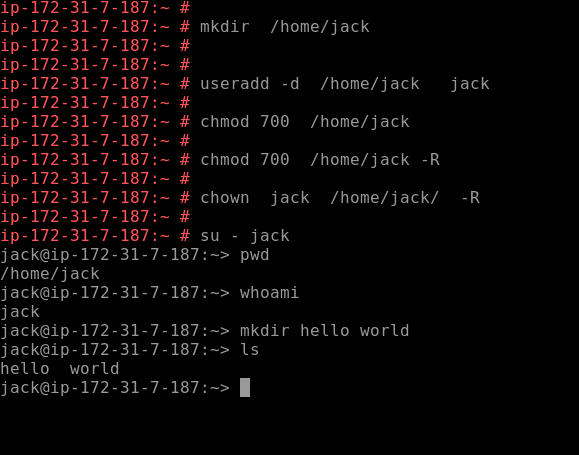 ip-172-31-7-187:~ #
ip-172-31-7-187:~ # mkdir  /home/jack
ip-172-31-7-187:~ #
ip-172-31-7-187:~ #
ip-172-31-7-187:~ # useradd -d  /home/jack   jack
ip-172-31-7-187:~ #
ip-172-31-7-187:~ # chmod 700  /home/jack
ip-172-31-7-187:~ #
ip-172-31-7-187:~ # chmod 700  /home/jack -R
ip-172-31-7-187:~ #
ip-172-31-7-187:~ # chown  jack  /home/jack/  -R
ip-172-31-7-187:~ #
ip-172-31-7-187:~ # su - jack
jack@ip-172-31-7-187:~> pwd
/home/jack
jack@ip-172-31-7-187:~> whoami
jack
jack@ip-172-31-7-187:~> mkdir hello world
jack@ip-172-31-7-187:~> ls
hello  world
jack@ip-172-31-7-187:~>